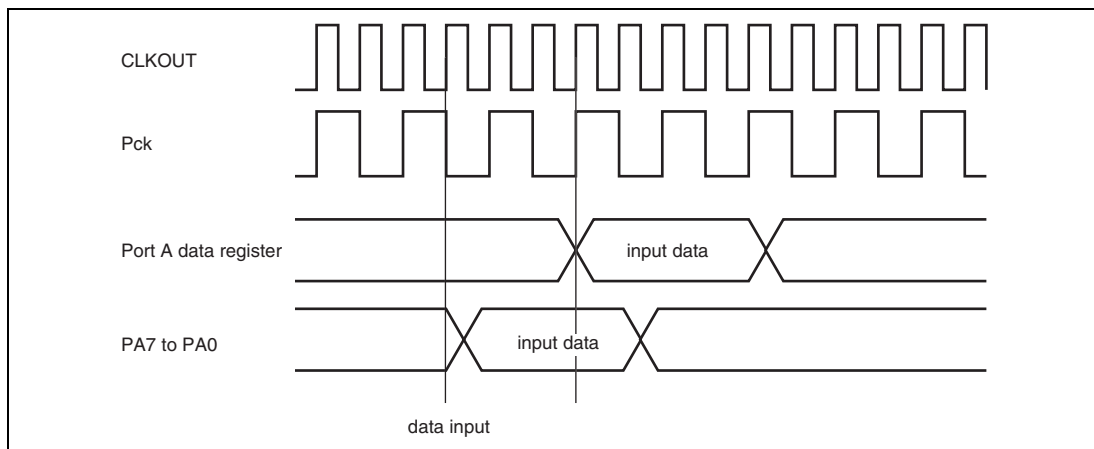 CLKOUT
Pck
Port A data register
input data
PA7 to PA0
input data
data input